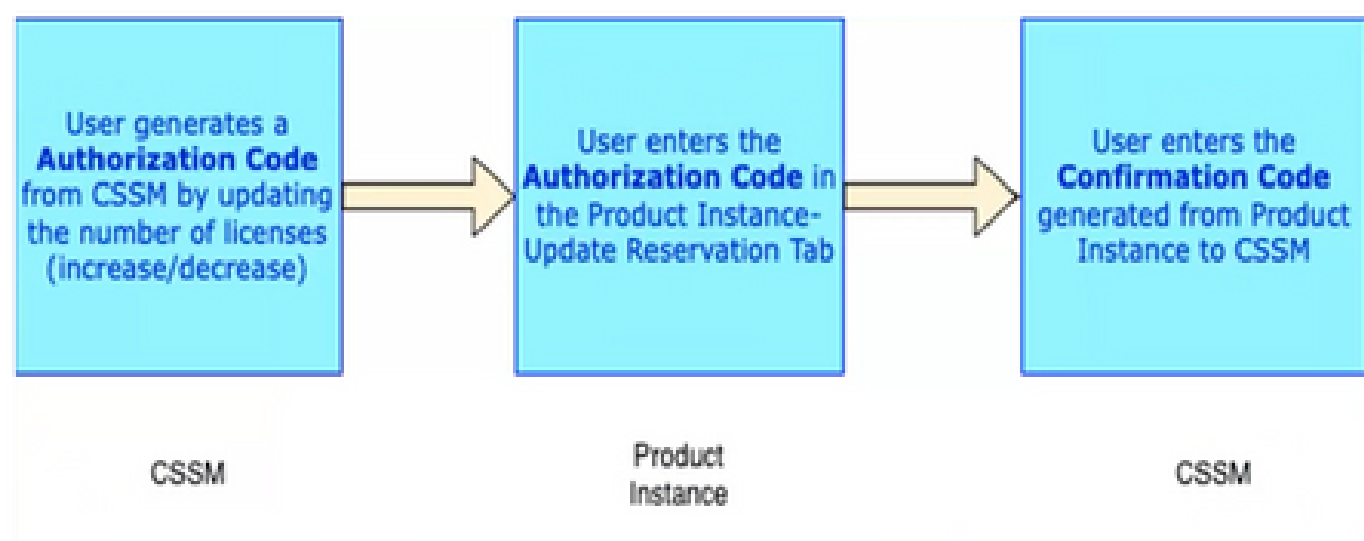 User generates a
Authorization Code
from CSSM by updating
the number of licenses
(increase/decrease)
User enters the
Authorization Code in
the Product Instance-
Update Reservation Tab
User enters the
Confirmation Code
generated from Product
Instance to CSSM
CSSM
Product
Instance
CSSM